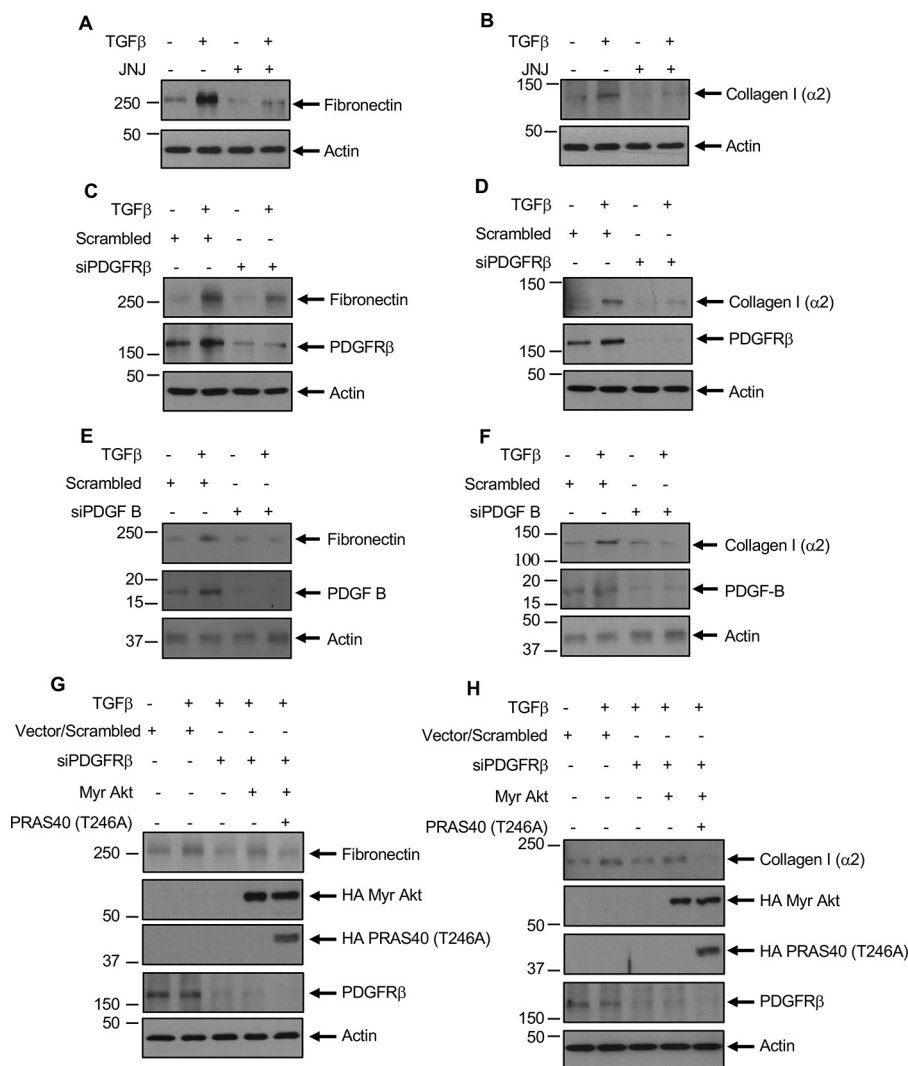 A
TGFβ - + - +
JNJ - - + +
250 Fibronectin
50
Actin
B
TGFβ - + - +
JNJ - - + +
150 Collagen I (α2)
50
Actin
C
TGFβ - + - +
Scrambled + + - -
siPDGFRβ - - + +
250 Fibronectin
150 PDGFRβ
50
Actin
D
TGFβ - + - +
Scrambled + + - -
siPDGFRβ - - + +
150
Collagen I (α2)
PDGFRβ
150
50
Actin
E
TGFβ - + - +
Scrambled + + - -
siPDGF B - - + +
250 Fibronectin
20
PDGF B
15
37 Actin
F
TGFβ - + - +
Scrambled + + - -
siPDGF B - - + +
150
Collagen I (α2)
100
20
PDGF-B
15
50
Actin
37
G
TGFβ - + + + +
Vector/Scrambled + + - - -
siPDGFRβ - - + + +
Myr Akt - - - + +
PRAS40 (T246A) - - - - +
250 Fibronectin
HA Myr Akt
50
HA PRAS40 (T246A)
37
PDGFRβ
150
50
Actin
H
TGFβ - + + + +
Vector/Scrambled + + - - -
siPDGFRβ - - + + +
Myr Akt - - - + +
PRAS40 (T246A) - - - - +
250
Collagen I (α2)
HA Myr Akt
50
HA PRAS40 (T246A)
37
PDGFRβ
150
50
Actin